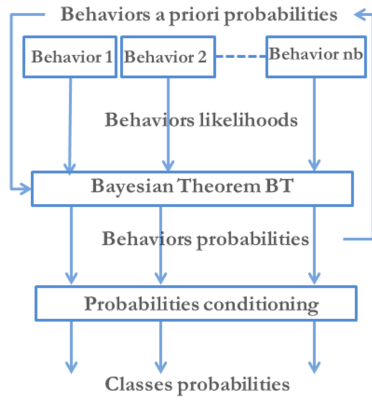 Behaviors a priori probabilities
Behavior 1 Behavior 2 Behavior nb
Behaviors likelihoods
Bayesian Theorem BT
Behaviors probabilities
Probabilities conditioning
Classes probabilities